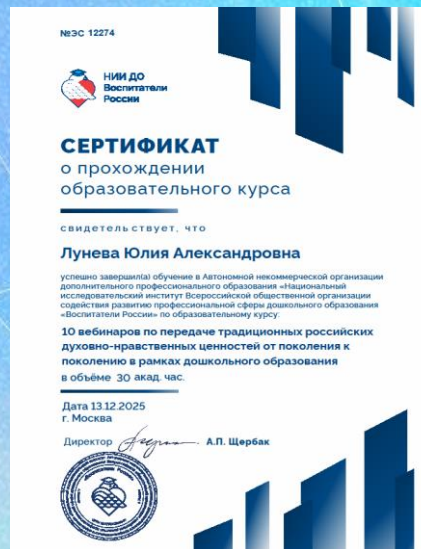 №ЭС 12274
НИИ ДО
Воспитатели
России
СЕРТИФИКАТ
о прохождении
образовательного курса
свидетельствует, что
Лунева Юлия Александровна
успешно завершил(а) обучение в Автономной некоммерческой организации
дополнительного профессионального образования «Национальный
исследовательский институт Всероссийской общественной организации
содействия развитию профессиональной сферы дошкольного образования
«Воспитатели России» по образовательному курсу:
10 вебинаров по передаче традиционных российских
духовно-нравственных ценностей от поколения к
поколению в рамках дошкольного образования
в объёме 30 акад. час.
Дата 13.12.2025
г. Москва
Директор А.П. Щербак